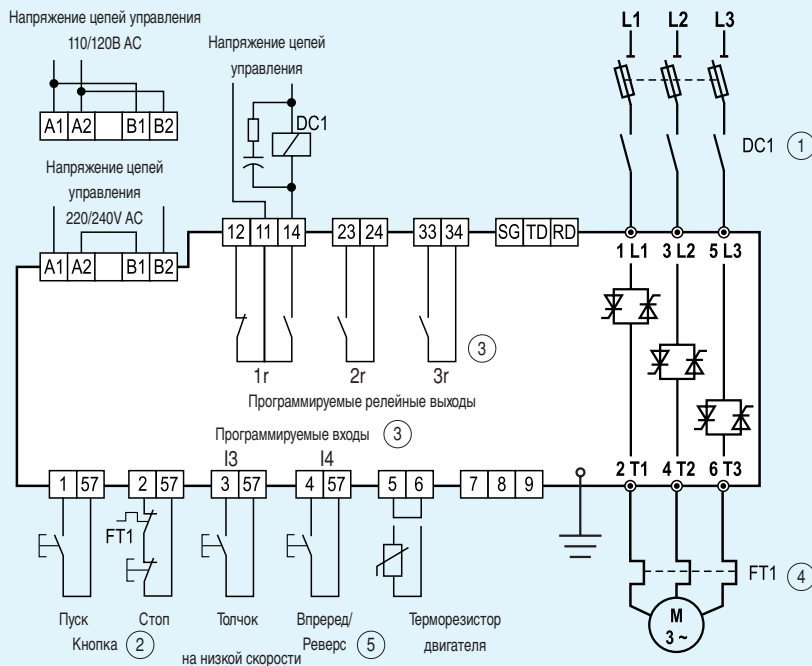 Напряжение цепей управления
110/120В AC
A1 A2 B1 B2
Напряжение цепей
управления
220/240V AC
A1 A2 B1 B2
Напряжение цепей
управления
DC1
L1 L2 L3
DC1 1
12 11 14 23 24 33 34 SG TD RD
1 L1 3 L2 5 L3
1r 2r 3r 3
Программируемые релейные выходы
Программируемые входы 3
I3 I4
1 57 2 57 3 57 4 57 5 6 7 8 9
2 T1 4 T2 6 T3
FT1
FT1 4
M
3 ~
Пуск Стоп Толчок Впреред/ Терморезистор
Кнопка 2 Реверс 5 двигателя
на низкой скорости